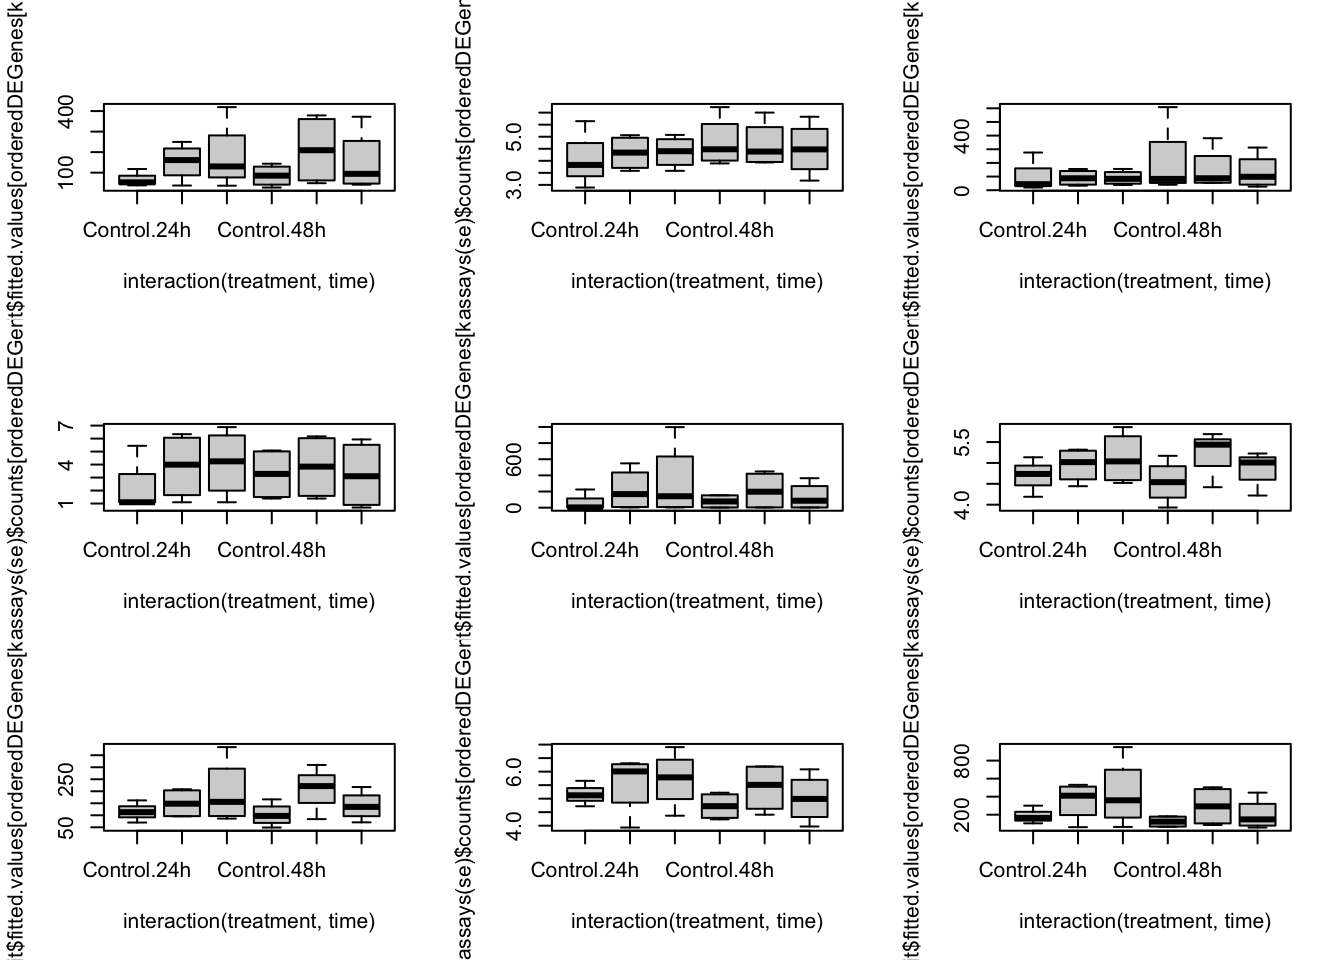 it$fitted.values[orderedDEGenes[kassays(se)$counts[orderedDEGert$fitted.values[orderedDEGenes[k
100 400
Control.24h Control.48h
interaction(treatment, time)
assays(se)$conts[orderedDEGert$fitted.values[orderedDEGenes[kassays(se)$counts[orderedDEGer
3.0 5.0
Control.24h Control.48h
interaction(treatment, time)
it$fitted.values[orderedDEGenes[kassays(se)$counts[orderedDEGert$fitted.values[orderedDEGenes[k
0 400
Control.24h Control.48h
interaction(treatment, time)
1 4 7
Control.24h Control.48h
interaction(treatment, time)
0 600
Control.24h Control.48h
interaction(treatment, time)
4.0 5.5
Control.24h Control.48h
interaction(treatment, time)
50 250
Control.24h Control.48h
interaction(treatment, time)
4.0 6.0
Control.24h Control.48h
interaction(treatment, time)
200 800
Control.24h Control.48h
interaction(treatment, time)